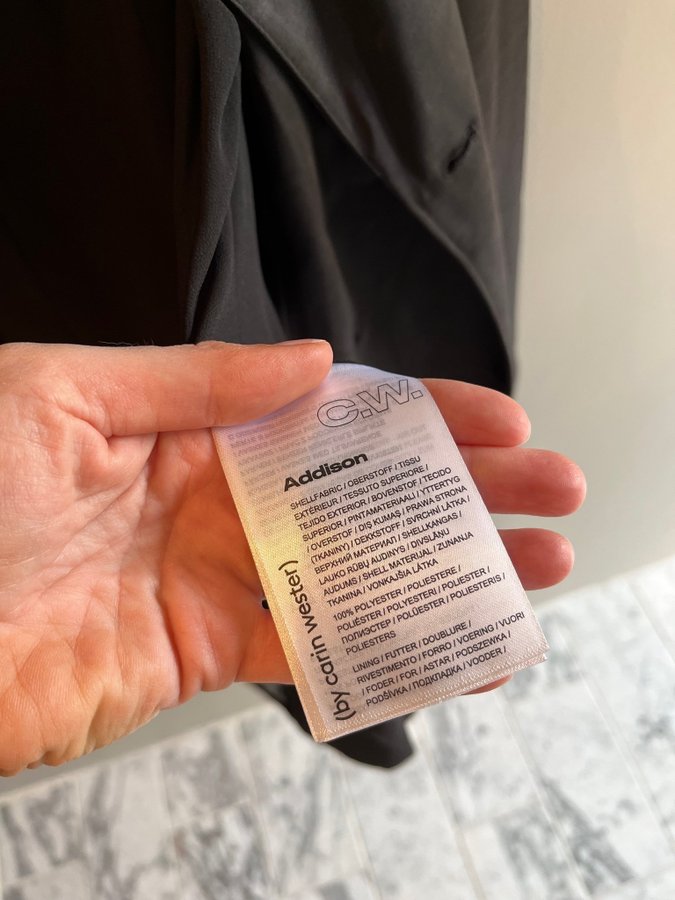 C.W.
Addison
SHELLFABRIC / OBERSTOFF / TISSU
EXTÉRIEUR / TESSUTO SUPERIORE /
TEJIDO EXTERIOR / BOVENSTOF / TECIDO
SUPERIOR / PINTAMATERIAALI / YTTERTYG
/ OVERSTOF / DIŞ KUMAŞ / PRAWA STRONA
(TKANINY) / DEKKSTOFF / SVRCHNÍ LÁTKA /
ВЕРХНИЙ МАТЕРИАЛ / SHELLKANGAS /
LAUKO RŪBŲ AUDINYS / DIVSLĀŅU
AUDUMS / SHELL MATERIJAL / ZUNANJA
TKANINA / VONKAJŠIA LÁTKA
100% POLYESTER / POLIESTERE /
POLIÉSTER / POLYESTERI / POLIESTER /
ПОЛИЭСТЕР / POLÜESTER / POLIESTERIS /
POLIESTERS
LINING / FUTTER / DOUBLURE /
RIVESTIMENTO / FORRO / VOERING / VUORI
/ FODER / FOR / ASTAR / PODSZEWKA /
PODŠÍVKA / ПОДКЛАДКА / VOODER /
(by carin wester)